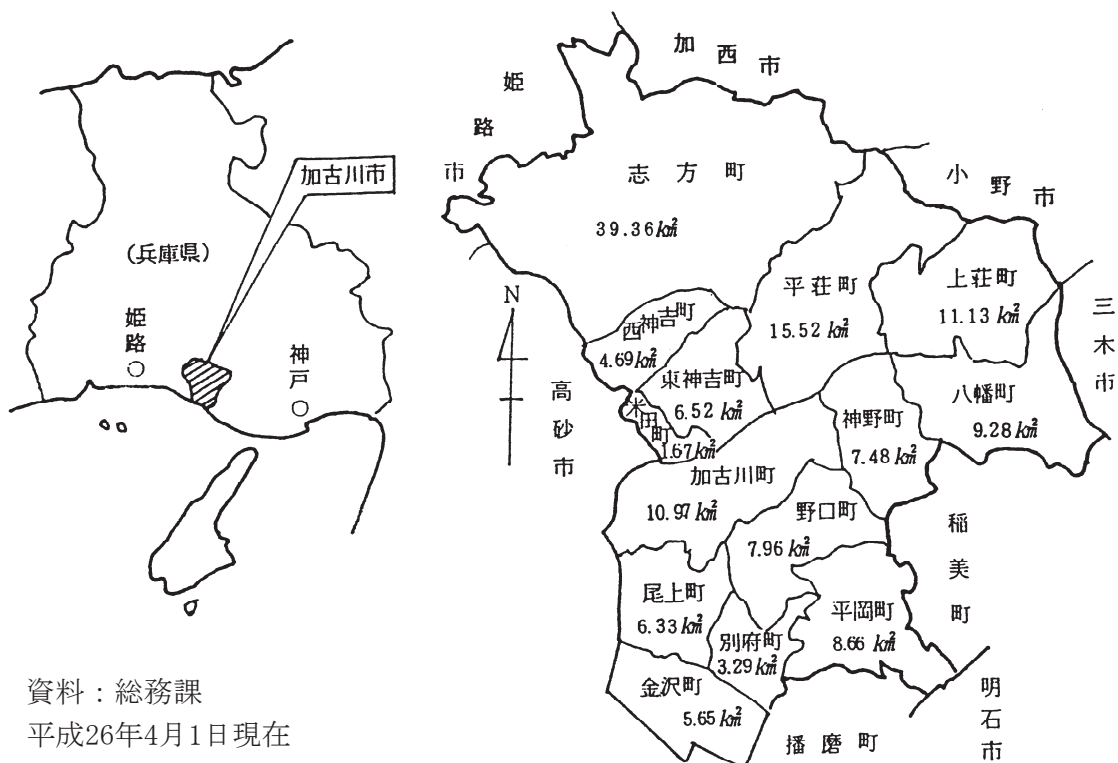 加古川市
(兵庫県)
姫路
神戸
資料：総務課
平成26年4月1日現在
N
姫路市
加西市
小野市
三木市
高砂市
稲美町
明石市
播磨町
志方町
39.36㎢
平荘町
15.52㎢
上荘町
11.13㎢
西神吉町
4.69㎢
東神吉町
6.52㎢
米田町
1.67㎢
八幡町
9.28㎢
神野町
7.48㎢
加古川町
10.97㎢
野口町
7.96㎢
尾上町
6.33㎢
別府町
3.29㎢
平岡町
8.66㎢
金沢町
5.65㎢